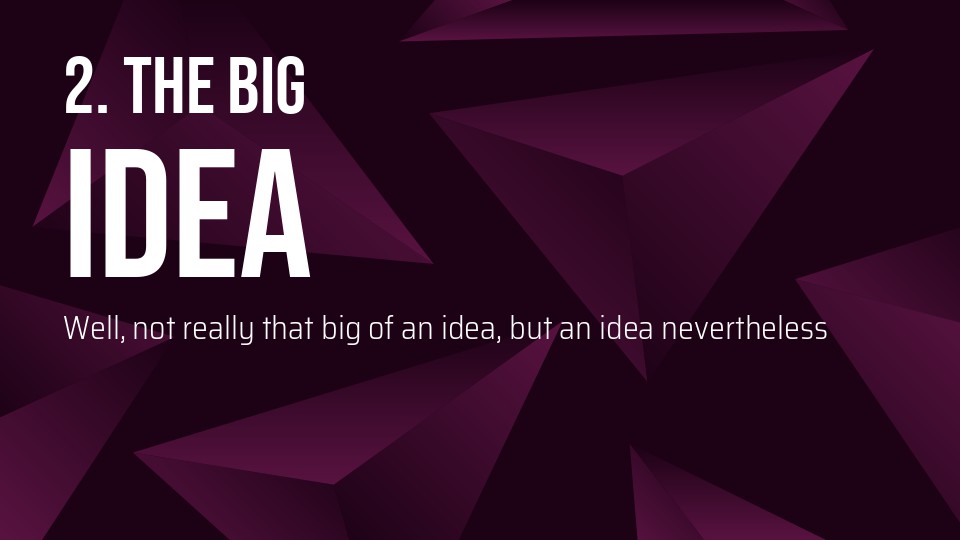 2. THE BIG
IDEA
Well, not really that big of an idea, but an idea nevertheless